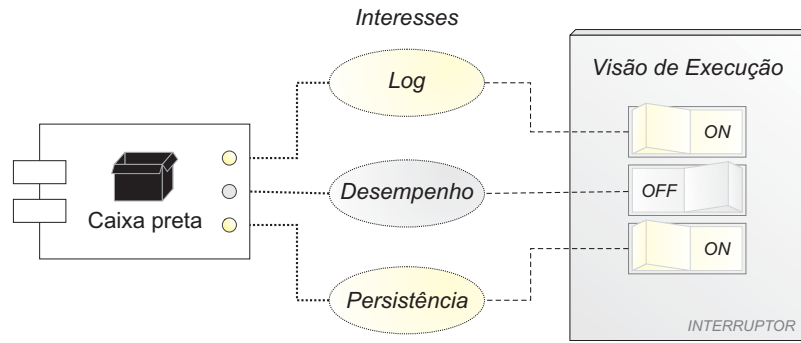 Interesses
Visão de Execução
Log
ON
Desempenho
OFF
Caixa preta
ON
Persistência
INTERRUPTOR